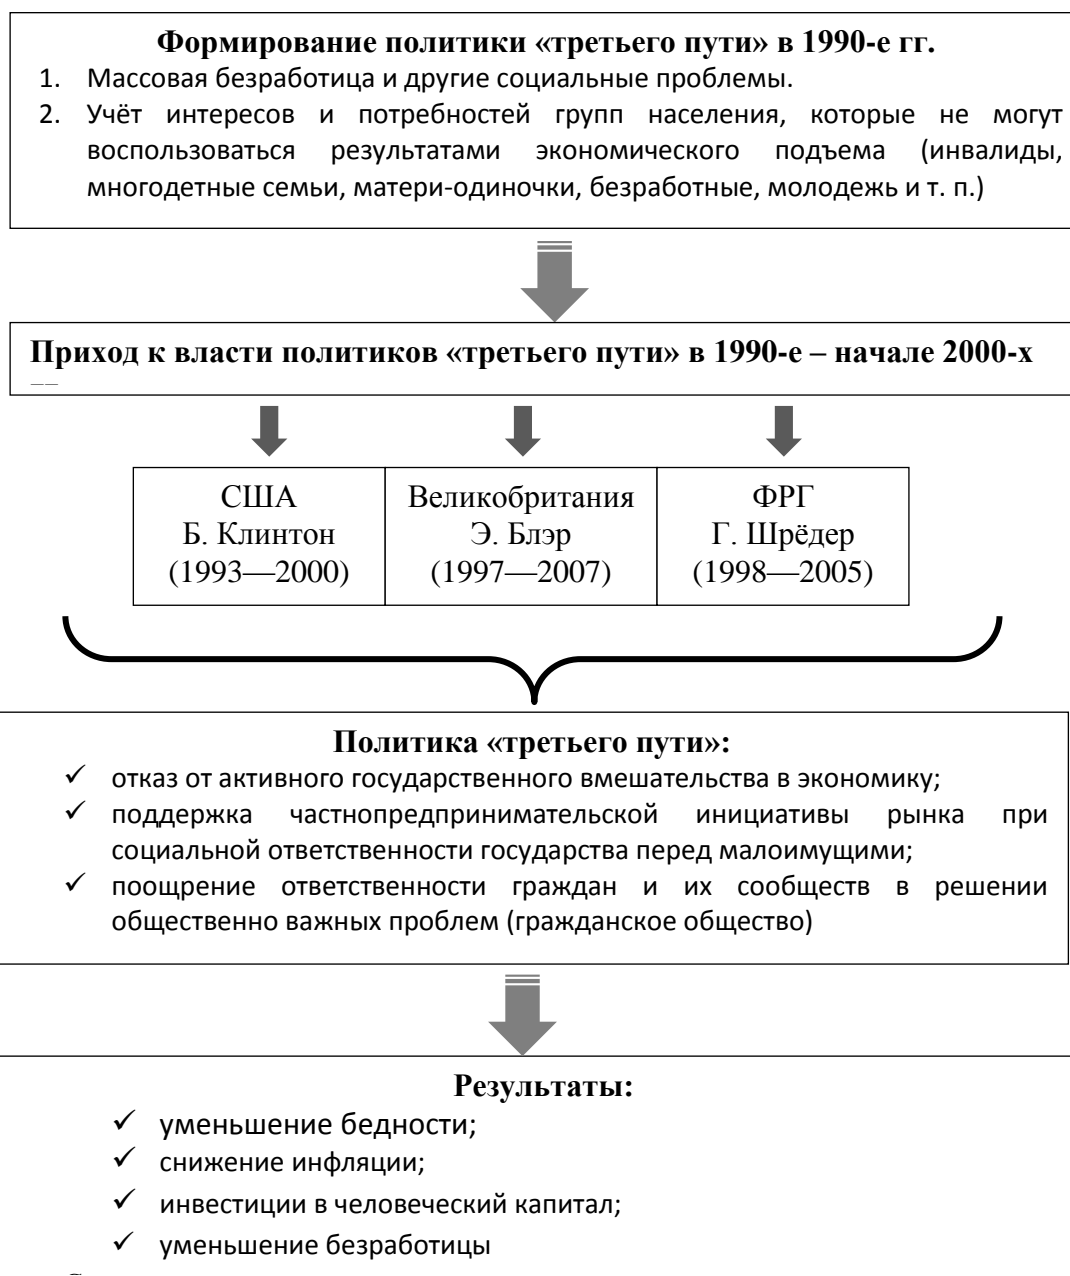 Формирование политики «третьего пути» в 1990-е гг.
1. Массовая безработица и другие социальные проблемы.
2. Учёт интересов и потребностей групп населения, которые не могут
воспользоваться результатами экономического подъема (инвалиды,
многодетные семьи, матери-одиночки, безработные, молодежь и т. п.)
Приход к власти политиков «третьего пути» в 1990-е – начале 2000-х
США
Б. Клинтон
(1993—2000)
Великобритания
Э. Блэр
(1997—2007)
ФРГ
Г. Шрёдер
(1998—2005)
Политика «третьего пути»:
✓ отказ от активного государственного вмешательства в экономику;
✓ поддержка частнопредпринимательской инициативы рынка при
социальной ответственности государства перед малоимущими;
✓ поощрение ответственности граждан и их сообществ в решении
общественно важных проблем (гражданское общество)
Результаты:
✓ уменьшение бедности;
✓ снижение инфляции;
✓ инвестиции в человеческий капитал;
✓ уменьшение безработицы